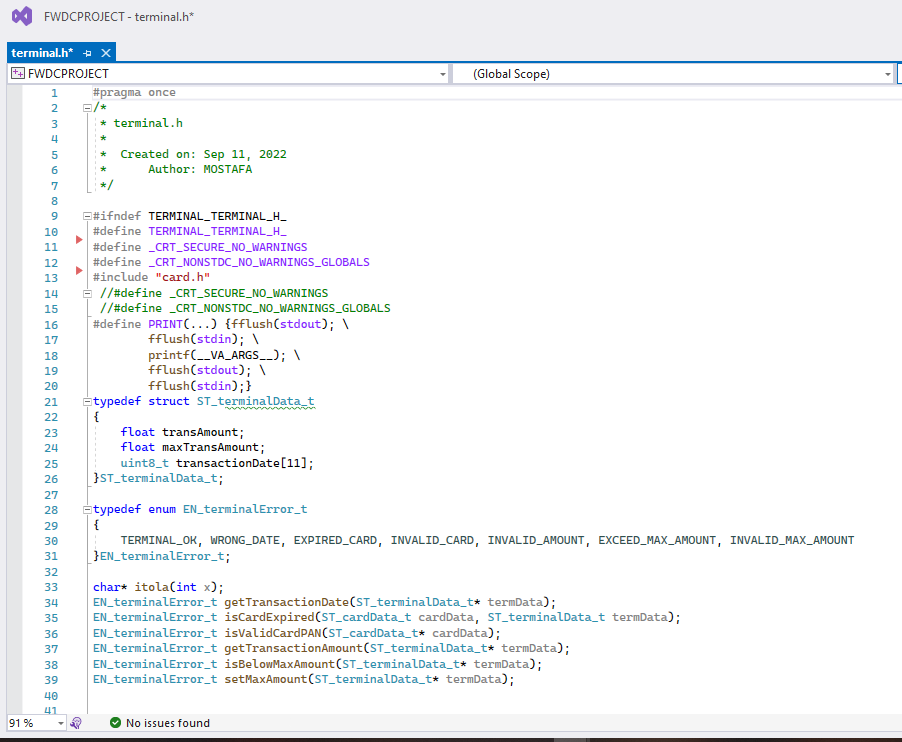 FWDCPROJECT - terminal.h*
terminal.h*
FWDCPROJECT (Global Scope)
1 #pragma once
2 /*
3 * terminal.h
4 *
5 * Created on: Sep 11, 2022
6 * Author: MOSTAFA
7 */
8
9 #ifndef TERMINAL_TERMINAL_H_
10 #define TERMINAL_TERMINAL_H_
11 #define _CRT_SECURE_NO_WARNINGS
12 #define _CRT_NONSTDC_NO_WARNINGS_GLOBALS
13 #include "card.h"
14 //#define _CRT_SECURE_NO_WARNINGS
15 //#define _CRT_NONSTDC_NO_WARNINGS_GLOBALS
16 #define PRINT(...) {fflush(stdout); \
17 fflush(stdin); \
18 printf(__VA_ARGS__); \
19 fflush(stdout); \
20 fflush(stdin);}
21 typedef struct ST_terminalData_t
22 {
23 float transAmount;
24 float maxTransAmount;
25 uint8_t transactionDate[11];
26 }ST_terminalData_t;
27
28 typedef enum EN_terminalError_t
29 {
30 TERMINAL_OK, WRONG_DATE, EXPIRED_CARD, INVALID_CARD, INVALID_AMOUNT, EXCEED_MAX_AMOUNT, INVALID_MAX_AMOUNT
31 }EN_terminalError_t;
32
33 char* itola(int x);
34 EN_terminalError_t getTransactionDate(ST_terminalData_t* termData);
35 EN_terminalError_t isCardExpired(ST_cardData_t cardData, ST_terminalData_t termData);
36 EN_terminalError_t isValidCardPAN(ST_cardData_t* cardData);
37 EN_terminalError_t getTransactionAmount(ST_terminalData_t* termData);
38 EN_terminalError_t isBelowMaxAmount(ST_terminalData_t* termData);
39 EN_terminalError_t setMaxAmount(ST_terminalData_t* termData);
40
41
91 % No issues found